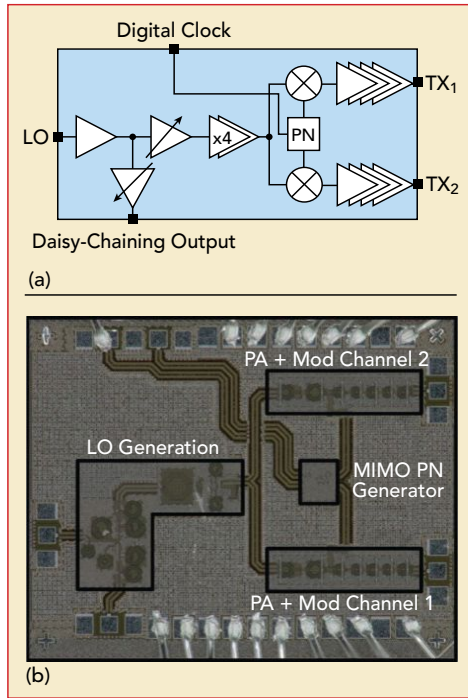 Digital Clock
TX1
LO
x4
PN
TX2
Daisy-Chaining Output
(a)
PA + Mod Channel 2
LO Generation
MIMO PN
Generator
PA + Mod Channel 1
(b)